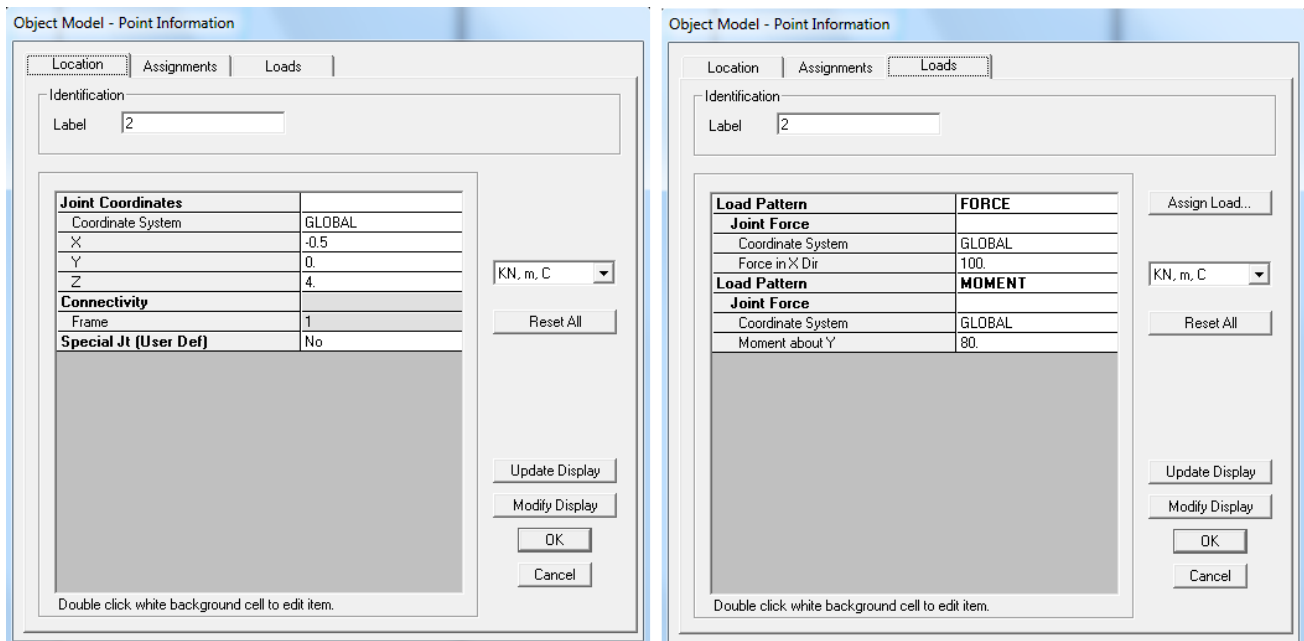 Object Model - Point Information
Location Assignments Loads
Identification
Label 2
Joint Coordinates
Coordinate System GLOBAL
X -0.5
Y 0.
Z 4.
Connectivity
Frame 1
Special Jt (User Def) No
KN, m, C
Reset All
Update Display
Modify Display
OK
Cancel
Double click white background cell to edit item.
Object Model - Point Information
Location Assignments Loads
Identification
Label 2
Load Pattern FORCE
Joint Force
Coordinate System GLOBAL
Force in X Dir 100.
Load Pattern MOMENT
Joint Force
Coordinate System GLOBAL
Moment about Y 80.
Assign Load...
KN, m, C
Reset All
Update Display
Modify Display
OK
Cancel
Double click white background cell to edit item.